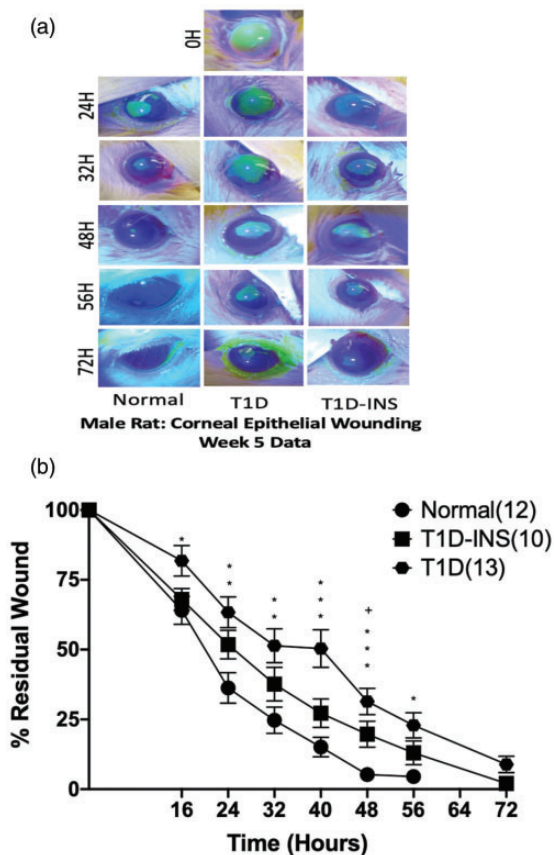 (a)
0H
24H
32H
48H
56H
72H
Normal T1D T1D-INS
Male Rat: Corneal Epithelial Wounding
Week 5 Data
(b)
Normal(12)
T1D-INS(10)
T1D(13)
100
75
50
25
0
% Residual Wound
*
* *
* *
* * *
+ * * *
*
16 24 32 40 48 56 64 72
Time (Hours)